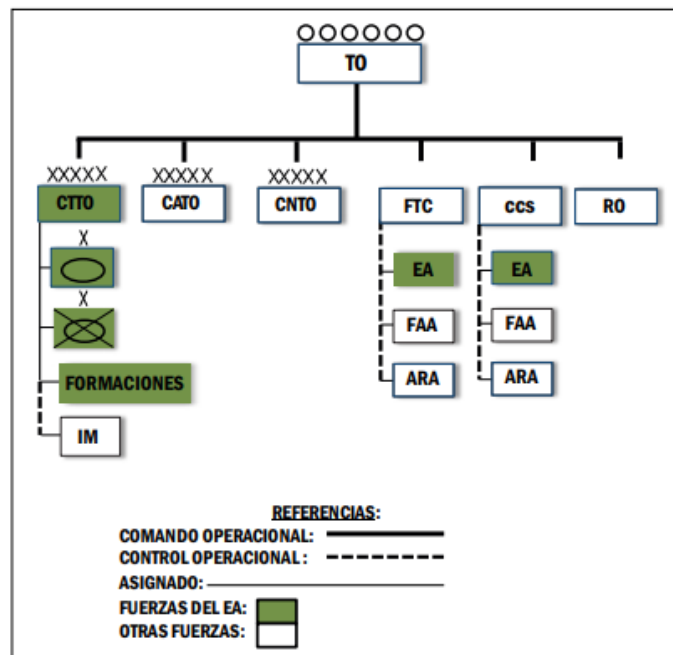 TO
XXXXX
XXXXX
XXXXX
CTTO
CATO
CNTO
FTC
ccs
RO
X
X
EA
FAA
ARA
EA
FAA
ARA
FORMACIONES
IM
REFERENCIAS:
COMANDO OPERACIONAL:
CONTROL OPERACIONAL :
ASIGNADO:
FUERZAS DEL EA:
OTRAS FUERZAS: